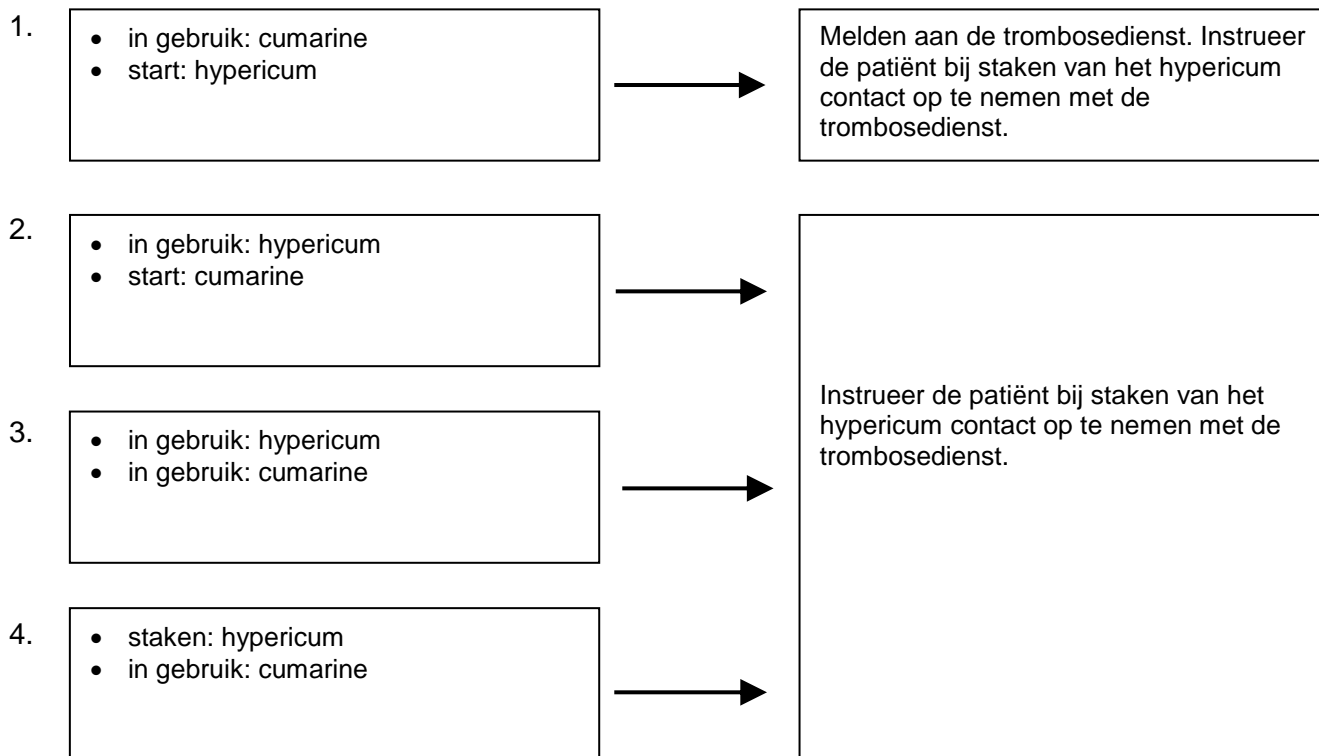 1.
• in gebruik: cumarine
• start: hypericum
Melden aan de trombosedienst. Instrueer
de patiënt bij staken van het hypericum
contact op te nemen met de
trombosedienst.
2.
• in gebruik: hypericum
• start: cumarine
3.
• in gebruik: hypericum
• in gebruik: cumarine
Instrueer de patiënt bij staken van het
hypericum contact op te nemen met de
trombosedienst.
4.
• staken: hypericum
• in gebruik: cumarine